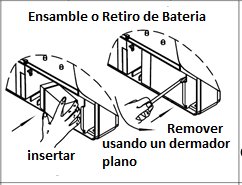 Ensamble o Retiro de Bateria
insertar
Remover
usando un dermador
plano